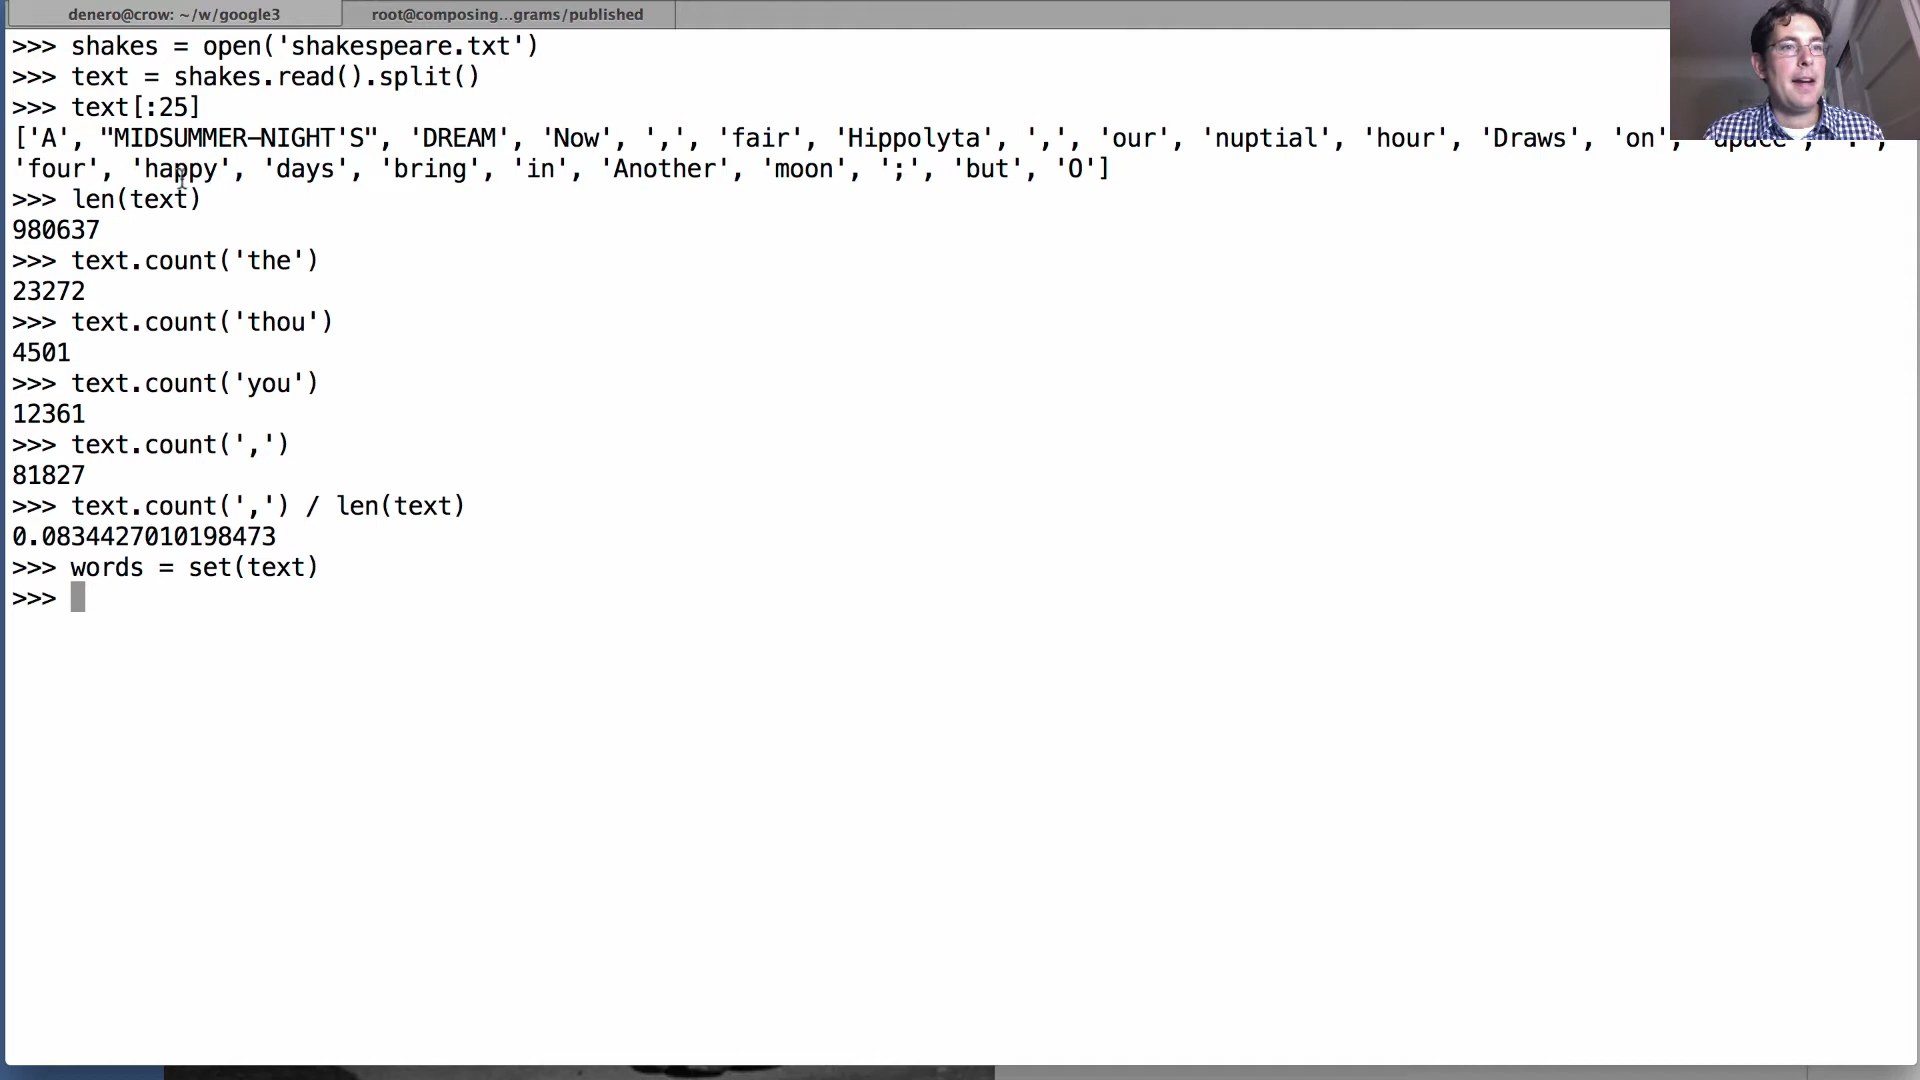 denero@crow: ~/w/google3 root@composing...grams/published
>>> shakes = open('shakespeare.txt')
>>> text = shakes.read().split()
>>> text[:25]
['A', "MIDSUMMER-NIGHT'S", 'DREAM', 'Now', ',', 'fair', 'Hippolyta', ',', 'our', 'nuptial', 'hour', 'Draws', 'on',
'four', 'happy', 'days', 'bring', 'in', 'Another', 'moon', ';', 'but', 'O']
>>> len(text)
980637
>>> text.count('the')
23272
>>> text.count('thou')
4501
>>> text.count('you')
12361
>>> text.count(',')
81827
>>> text.count(',') / len(text)
0.0834427010198473
>>> words = set(text)
>>>